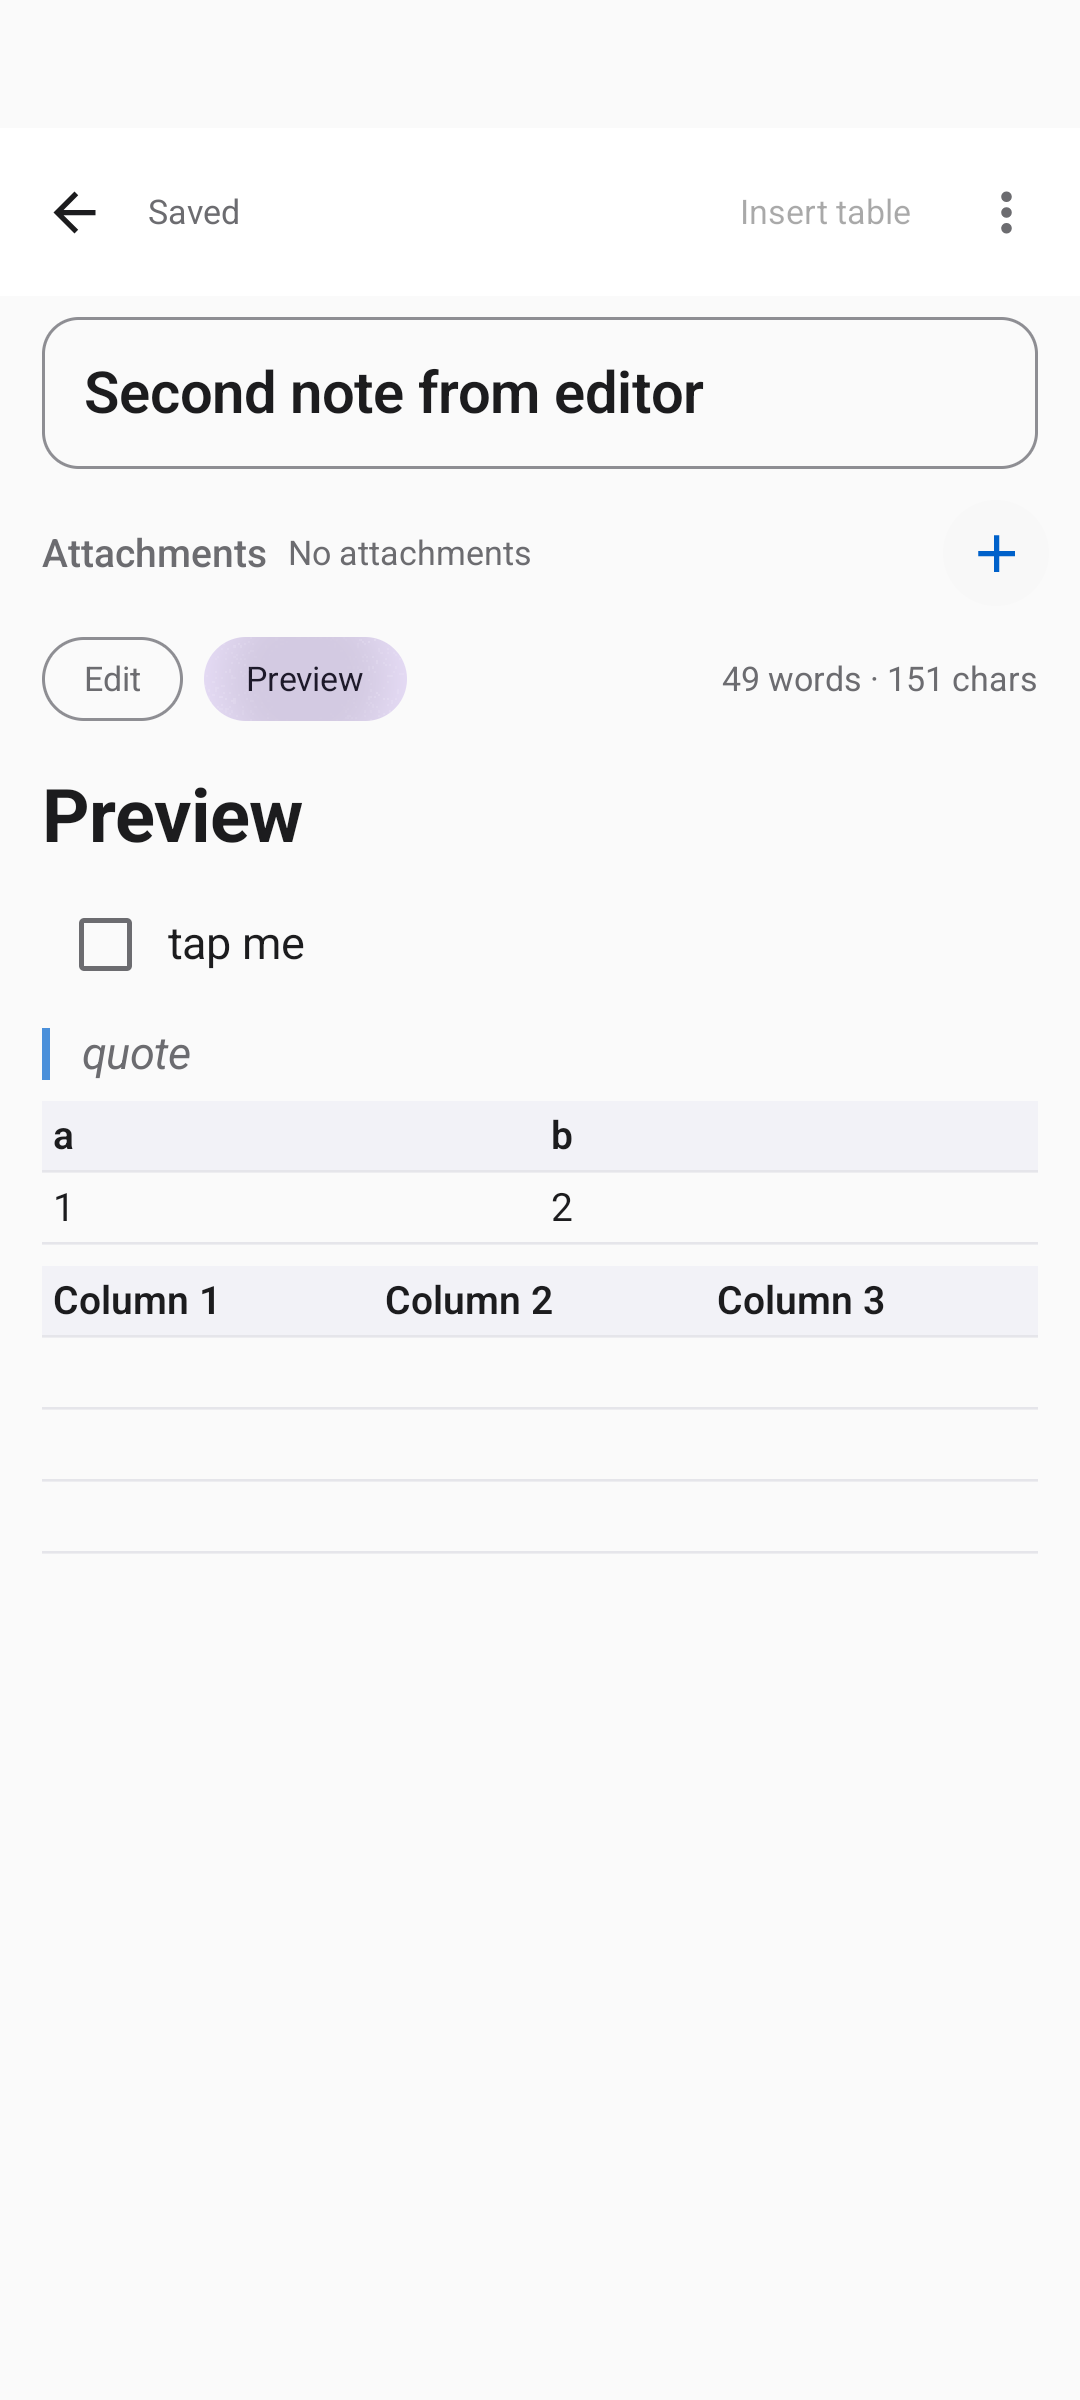 Saved Insert table
Second note from editor
Attachments No attachments
Edit Preview 49 words · 151 chars
Preview
tap me
quote
a b
1 2
Column 1 Column 2 Column 3